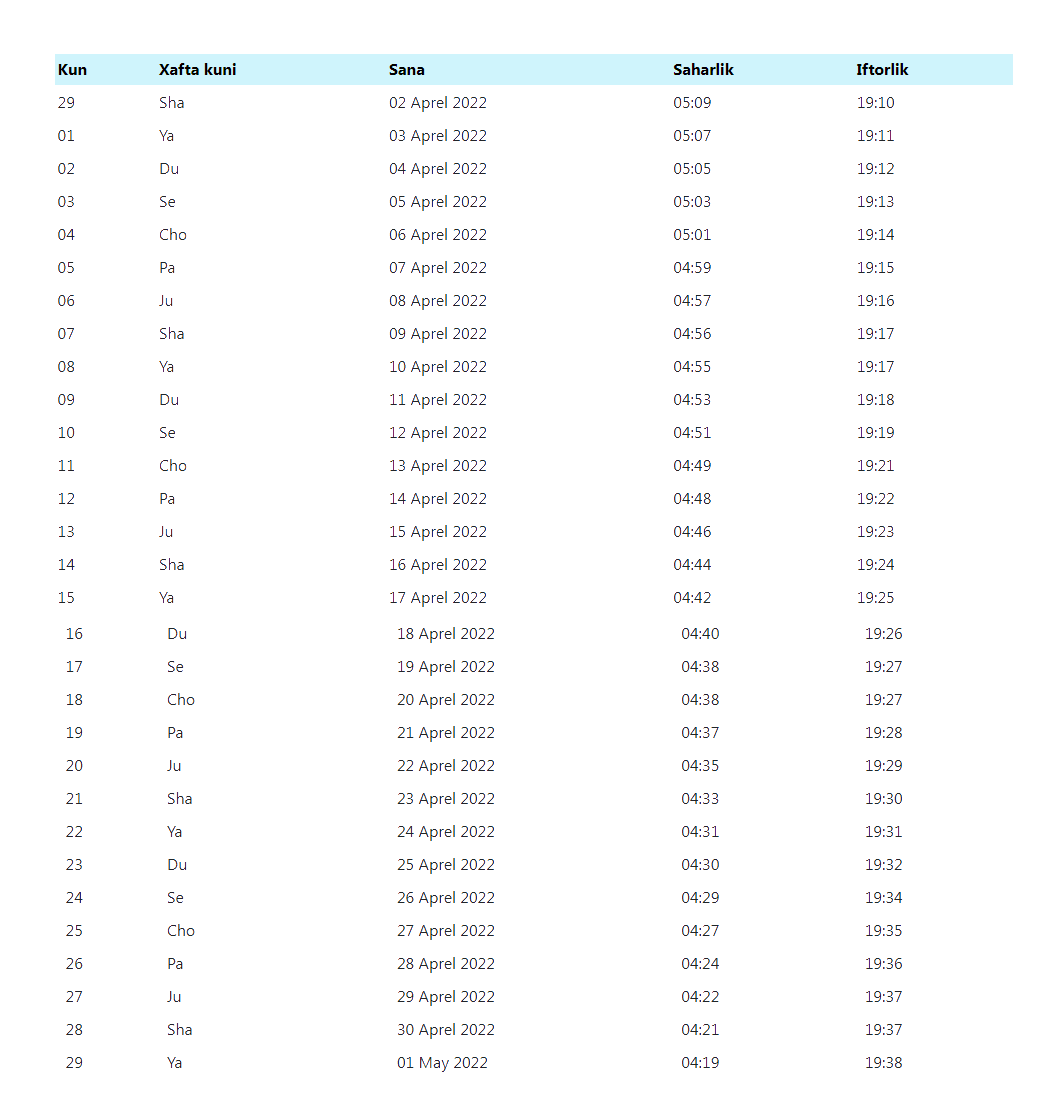 Kun Xafta kuni Sana Saharlik Iftorlik
29 Sha 02 Aprel 2022 05:09 19:10
01 Ya 03 Aprel 2022 05:07 19:11
02 Du 04 Aprel 2022 05:05 19:12
03 Se 05 Aprel 2022 05:03 19:13
04 Cho 06 Aprel 2022 05:01 19:14
05 Pa 07 Aprel 2022 04:59 19:15
06 Ju 08 Aprel 2022 04:57 19:16
07 Sha 09 Aprel 2022 04:56 19:17
08 Ya 10 Aprel 2022 04:55 19:17
09 Du 11 Aprel 2022 04:53 19:18
10 Se 12 Aprel 2022 04:51 19:19
11 Cho 13 Aprel 2022 04:49 19:21
12 Pa 14 Aprel 2022 04:48 19:22
13 Ju 15 Aprel 2022 04:46 19:23
14 Sha 16 Aprel 2022 04:44 19:24
15 Ya 17 Aprel 2022 04:42 19:25
16 Du 18 Aprel 2022 04:40 19:26
17 Se 19 Aprel 2022 04:38 19:27
18 Cho 20 Aprel 2022 04:38 19:27
19 Pa 21 Aprel 2022 04:37 19:28
20 Ju 22 Aprel 2022 04:35 19:29
21 Sha 23 Aprel 2022 04:33 19:30
22 Ya 24 Aprel 2022 04:31 19:31
23 Du 25 Aprel 2022 04:30 19:32
24 Se 26 Aprel 2022 04:29 19:34
25 Cho 27 Aprel 2022 04:27 19:35
26 Pa 28 Aprel 2022 04:24 19:36
27 Ju 29 Aprel 2022 04:22 19:37
28 Sha 30 Aprel 2022 04:21 19:37
29 Ya 01 May 2022 04:19 19:38